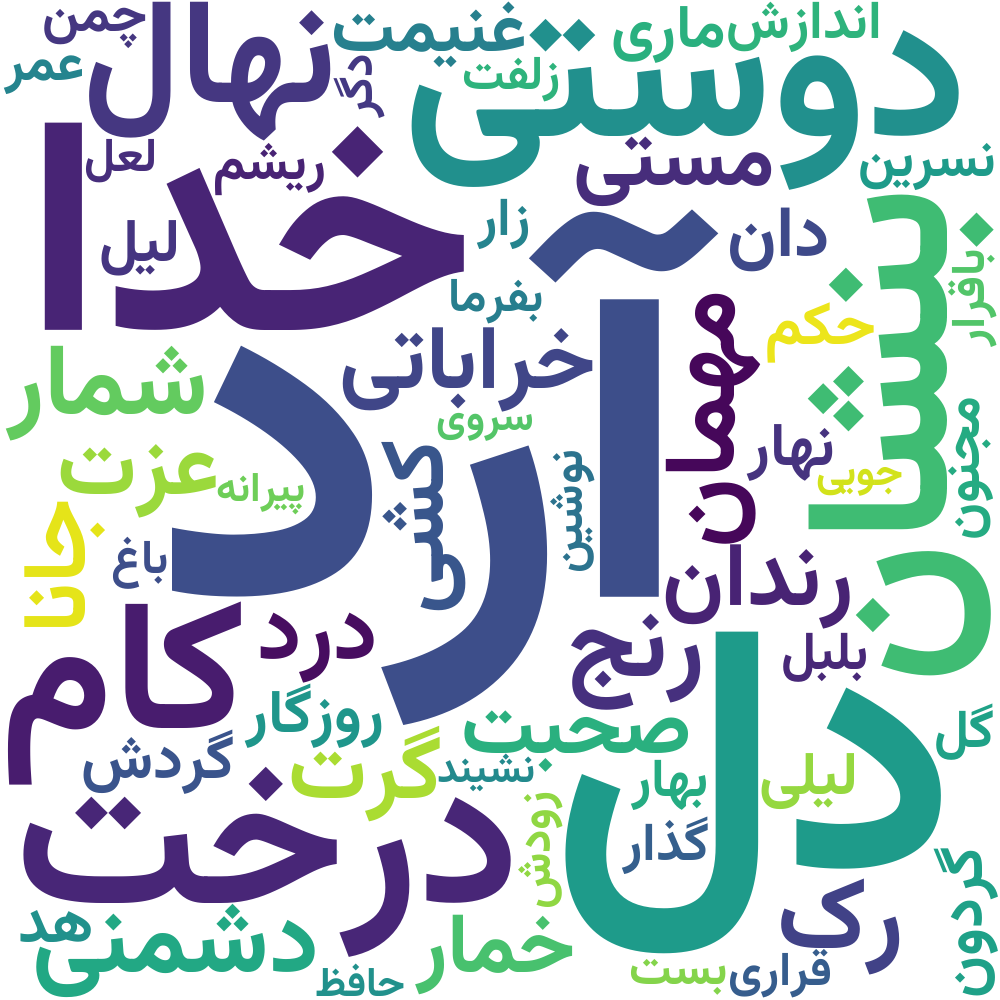 چمن
نهال
غنیمت
ماری
اندازش
عمر
دگر
زلفت
دوستی
لعل
ریشم
خدا
مستی
نسرین
لیل
زار
دان
بنشان
باقرار
بفرما
آرد
حکم
مهمان
خراباتی
شمار
سروی
نهار
جویی
مجنون
عزت
پیرانه
کشی
نوشین
جانا
باغ
رندان
کام
درد
رنج
بلبل
روزگار
صحبت
دل
گل
گردش
گرت
نشیند
بهار
لیلی
درخت
زودش
گذار
گردون
هد
دشمنی
خمار
رک
حافظ
بست
قراری